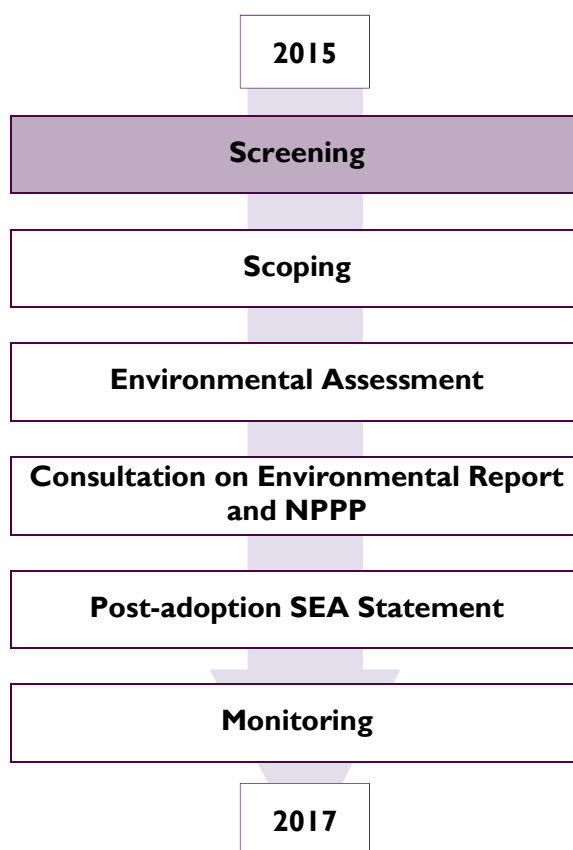 2015
Screening
Scoping
Environmental Assessment
Consultation on Environmental Report
and NPPP
Post-adoption SEA Statement
Monitoring
2017